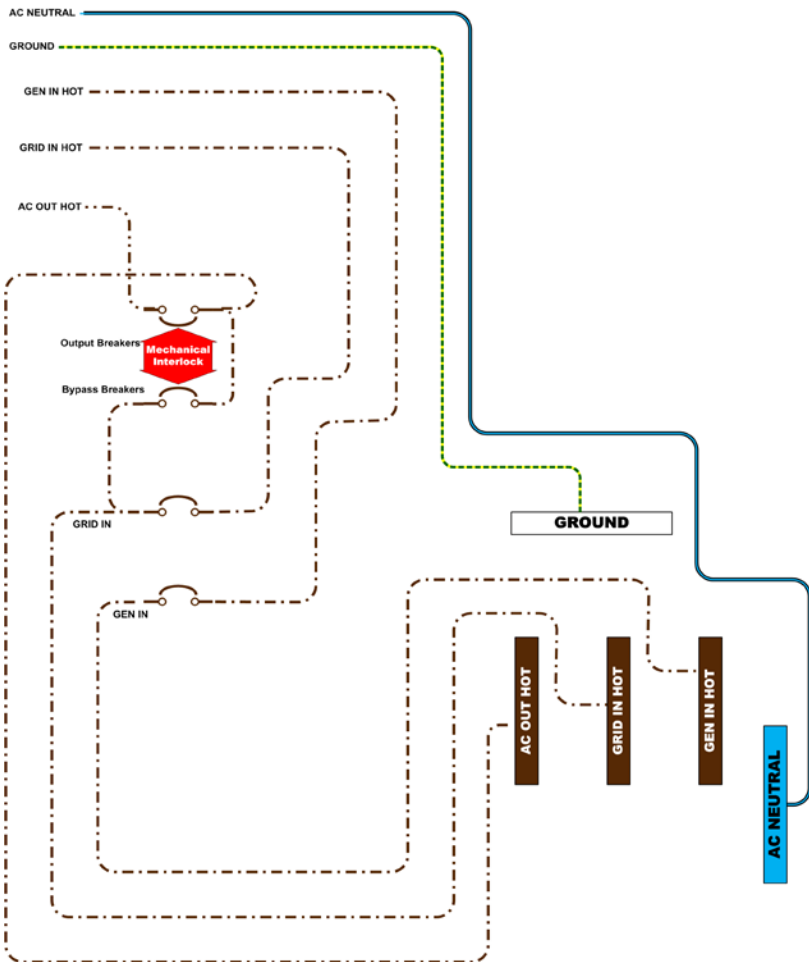 AC NEUTRAL
GROUND
GEN IN HOT
GRID IN HOT
AC OUT HOT
Output Breakers
Mechanical
Interlock
Bypass Breakers
GRID IN
GROUND
GEN IN
AC OUT HOT
GRID IN HOT
GEN IN HOT
AC NEUTRAL